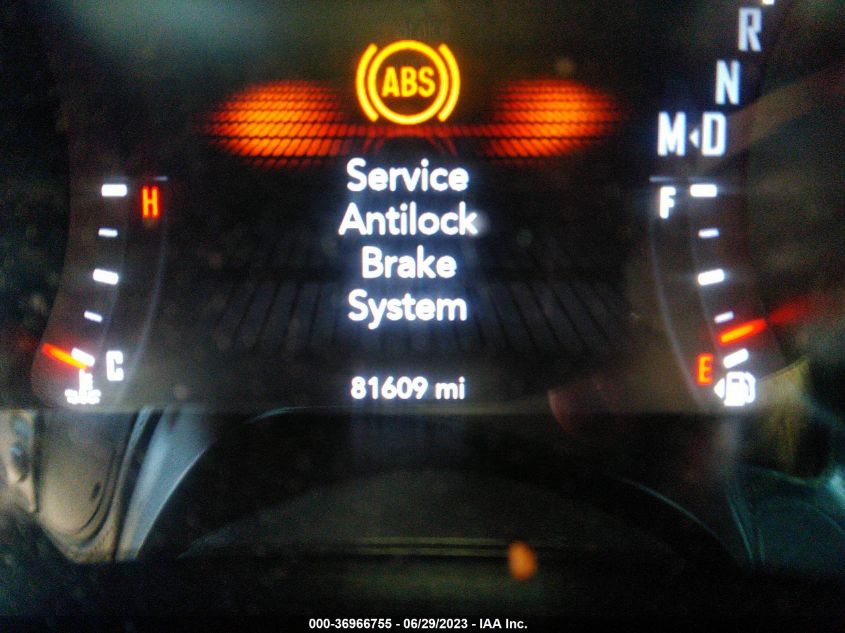 ABS
R
N
M D
Service
Antilock
Brake
System
H
F
C
E
81609 mi
000-36966755 - 06/29/2023 - IAA Inc.